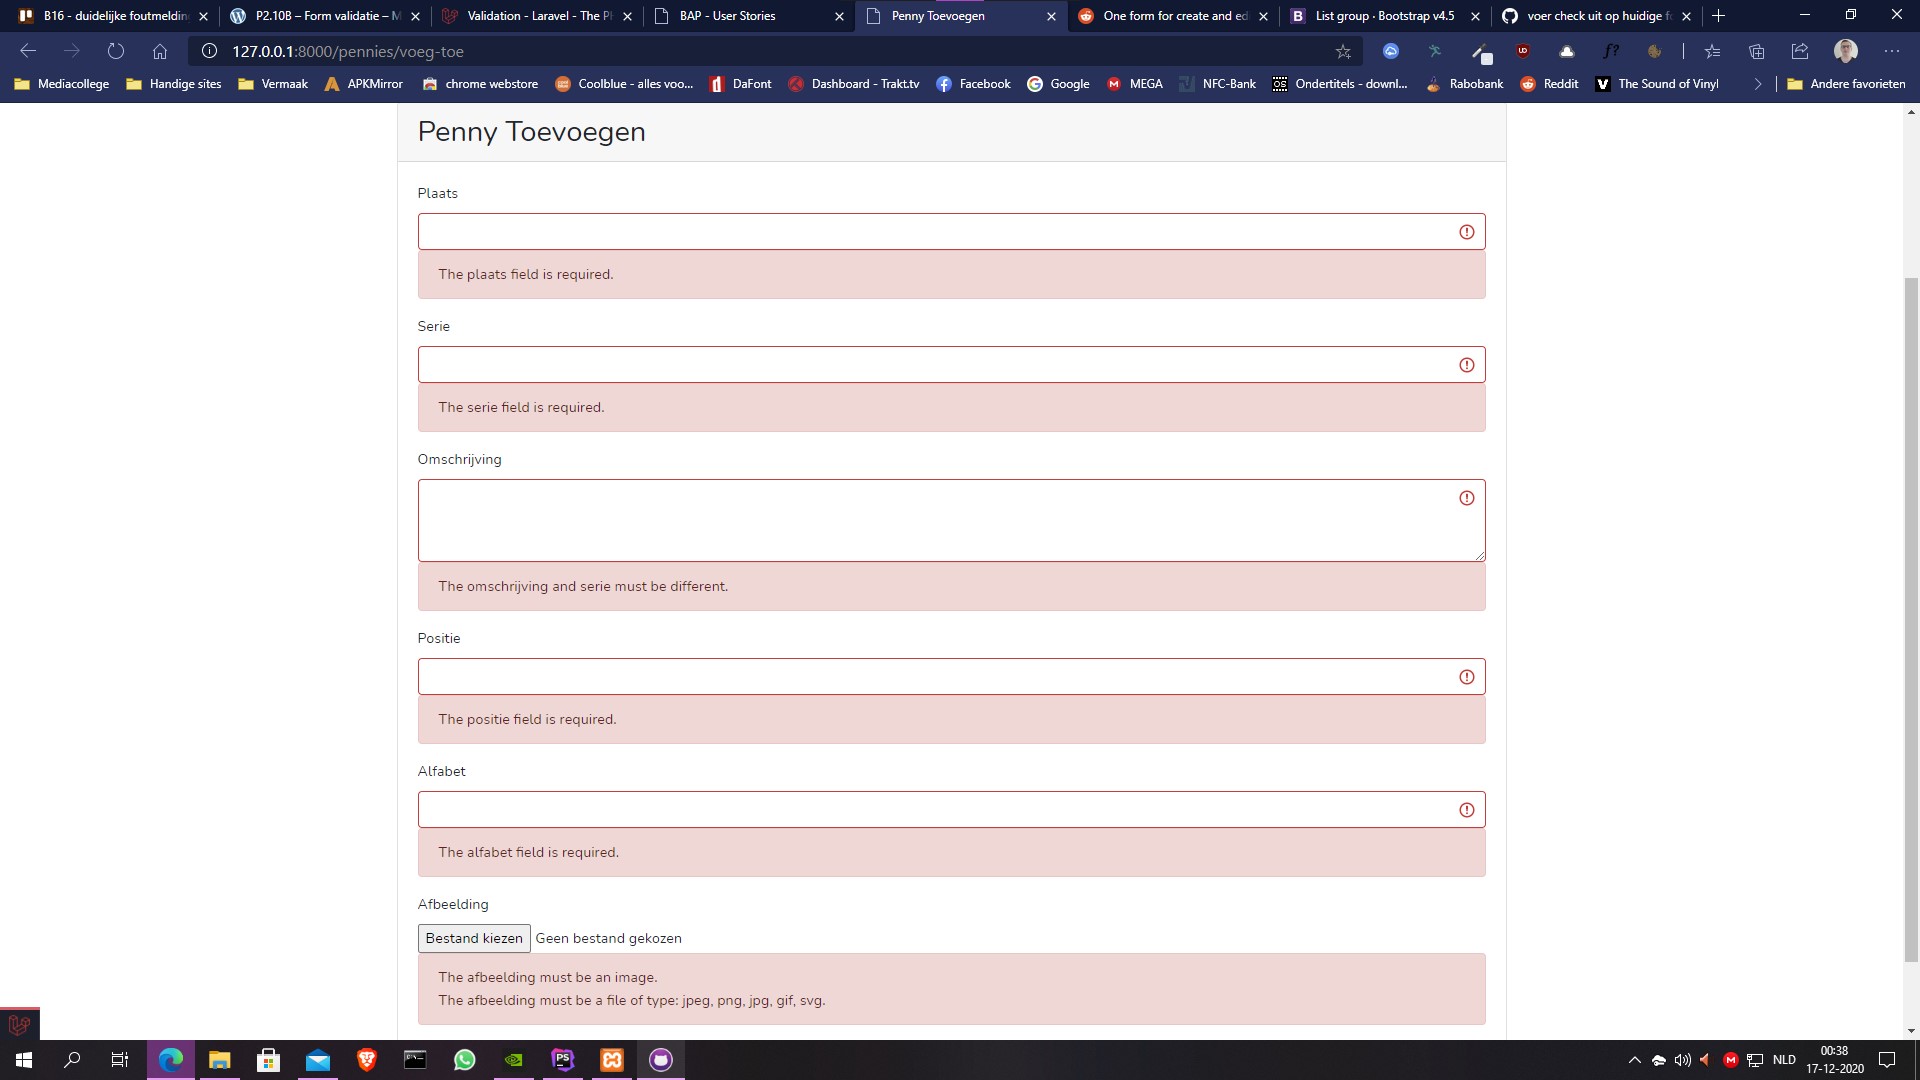 B16 - duidelijke foutmeldin
P2.10B – Form validatie – M
Validation - Laravel - The P
BAP - User Stories
Penny Toevoegen
One form for create and ed
List group · Bootstrap v4.5
voer check uit op huidige f
127.0.0.1:8000/pennies/voeg-toe
Mediacollege
Handige sites
Vermaak
APKMirror
chrome webstore
Coolblue - alles voo...
DaFont
Dashboard - Trakt.tv
Facebook
Google
MEGA
NFC-Bank
Ondertitels - downl...
Rabobank
Reddit
The Sound of Vinyl
Andere favorieten
Penny Toevoegen
Plaats
The plaats field is required.
Serie
The serie field is required.
Omschrijving
The omschrijving and serie must be different.
Positie
The positie field is required.
Alfabet
The alfabet field is required.
Afbeelding
Bestand kiezen Geen bestand gekozen
The afbeelding must be an image.
The afbeelding must be a file of type: jpeg, png, jpg, gif, svg.
NLD
00:38
17-12-2020